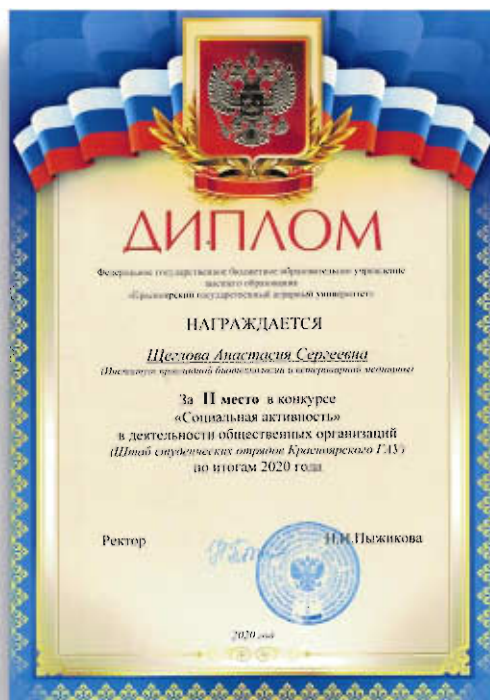 ДИПЛОМ
Федеральное государственное бюджетное образовательное учреждение
высшего образования
«Красноярский государственный аграрный университет»
НАГРАЖДАЕТСЯ
Щеглова Анастасия Сергеевна
(Институт прикладной биотехнологии и ветеринарной медицины)
За II место в конкурсе
«Социальная активность»
в деятельности общественных организаций
(Штаб студенческих отрядов Красноярского ГАУ)
по итогам 2020 года
Ректор
Н.И.Пыжикова
2020 год